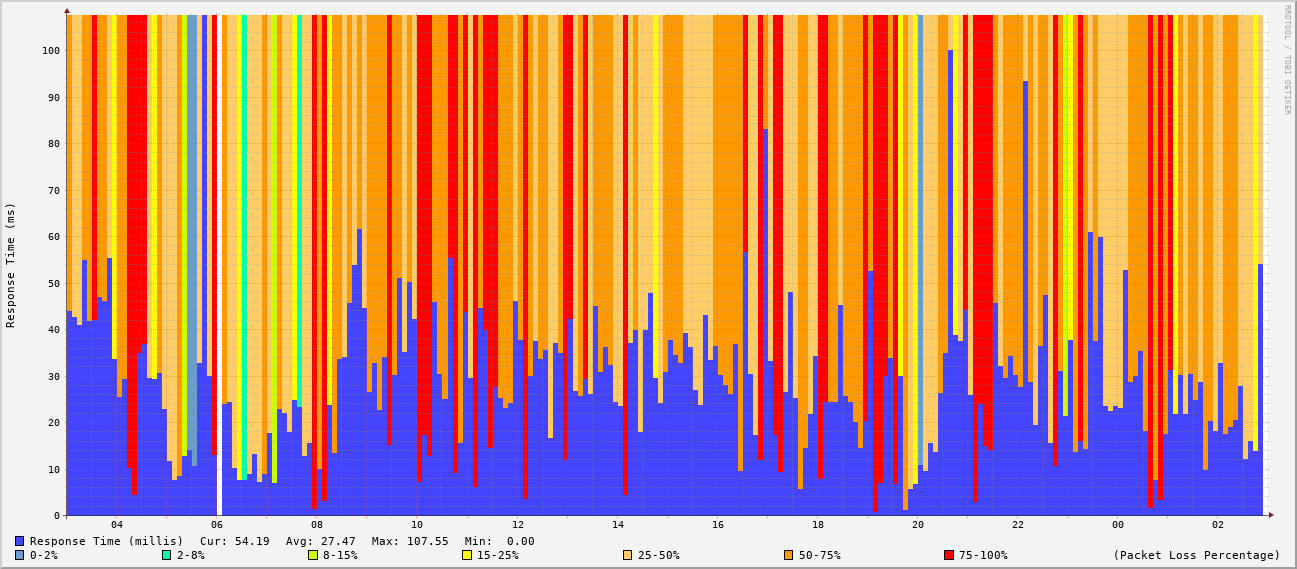 RRDTOOL / TOBI OETIKER
Response Time (ms)
100
90
80
70
60
50
40
30
20
10
0
04 06 08 10 12 14 16 18 20 22 00 02
Response Time (millis) Cur: 54.19 Avg: 27.47 Max: 107.55 Min: 0.00
0-2% 2-8% 8-15% 15-25% 25-50% 50-75% 75-100% (Packet Loss Percentage)